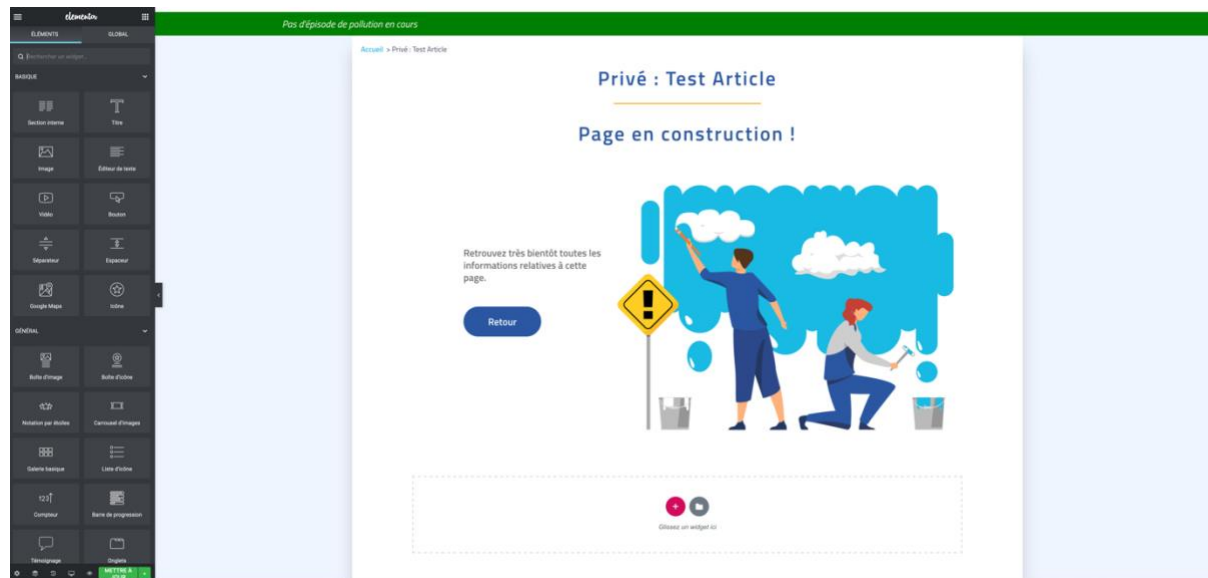 elementor
ÉLÉMENTS
GLOBAL
Rechercher un widget...
BASIQUE
Section interne
Titre
Image
Éditeur de texte
Vidéo
Bouton
Séparateur
Espaceur
Google Maps
Icône
GÉNÉRAL
Boîte d'image
Boîte d'icône
Notation par étoiles
Carrousel d'images
Galerie basique
Liste d'icône
123
Compteur
Barre de progression
Témoignage
Onglets
METTRE À JOUR
Pas d'épisode de pollution en cours
Accueil > Privé : Test Article
Privé : Test Article
Page en construction !
Retrouvez très bientôt toutes les
informations relatives à cette
page.
Retour
!
Glissez un widget ici